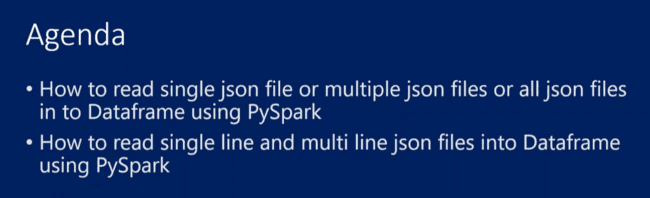 Agenda
• How to read single json file or multiple json files or all json files
in to Dataframe using PySpark
• How to read single line and multi line json files into Dataframe
using PySpark